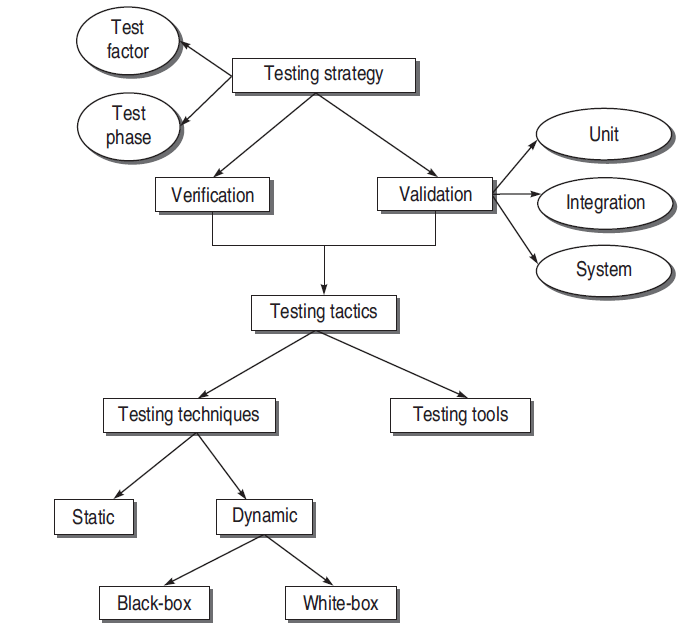 Test
factor
Testing strategy
Test
phase
Unit
Verification
Validation
Integration
System
Testing tactics
Testing techniques
Testing tools
Static
Dynamic
Black-box
White-box